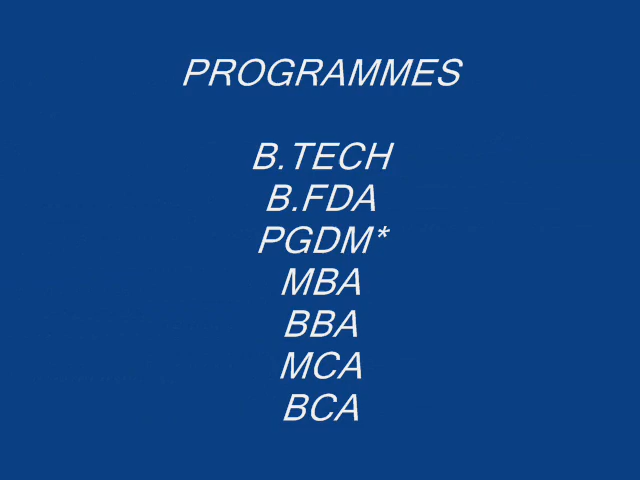 PROGRAMMES
B.TECH
B.FDA
PGDM*
MBA
BBA
MCA
BCA